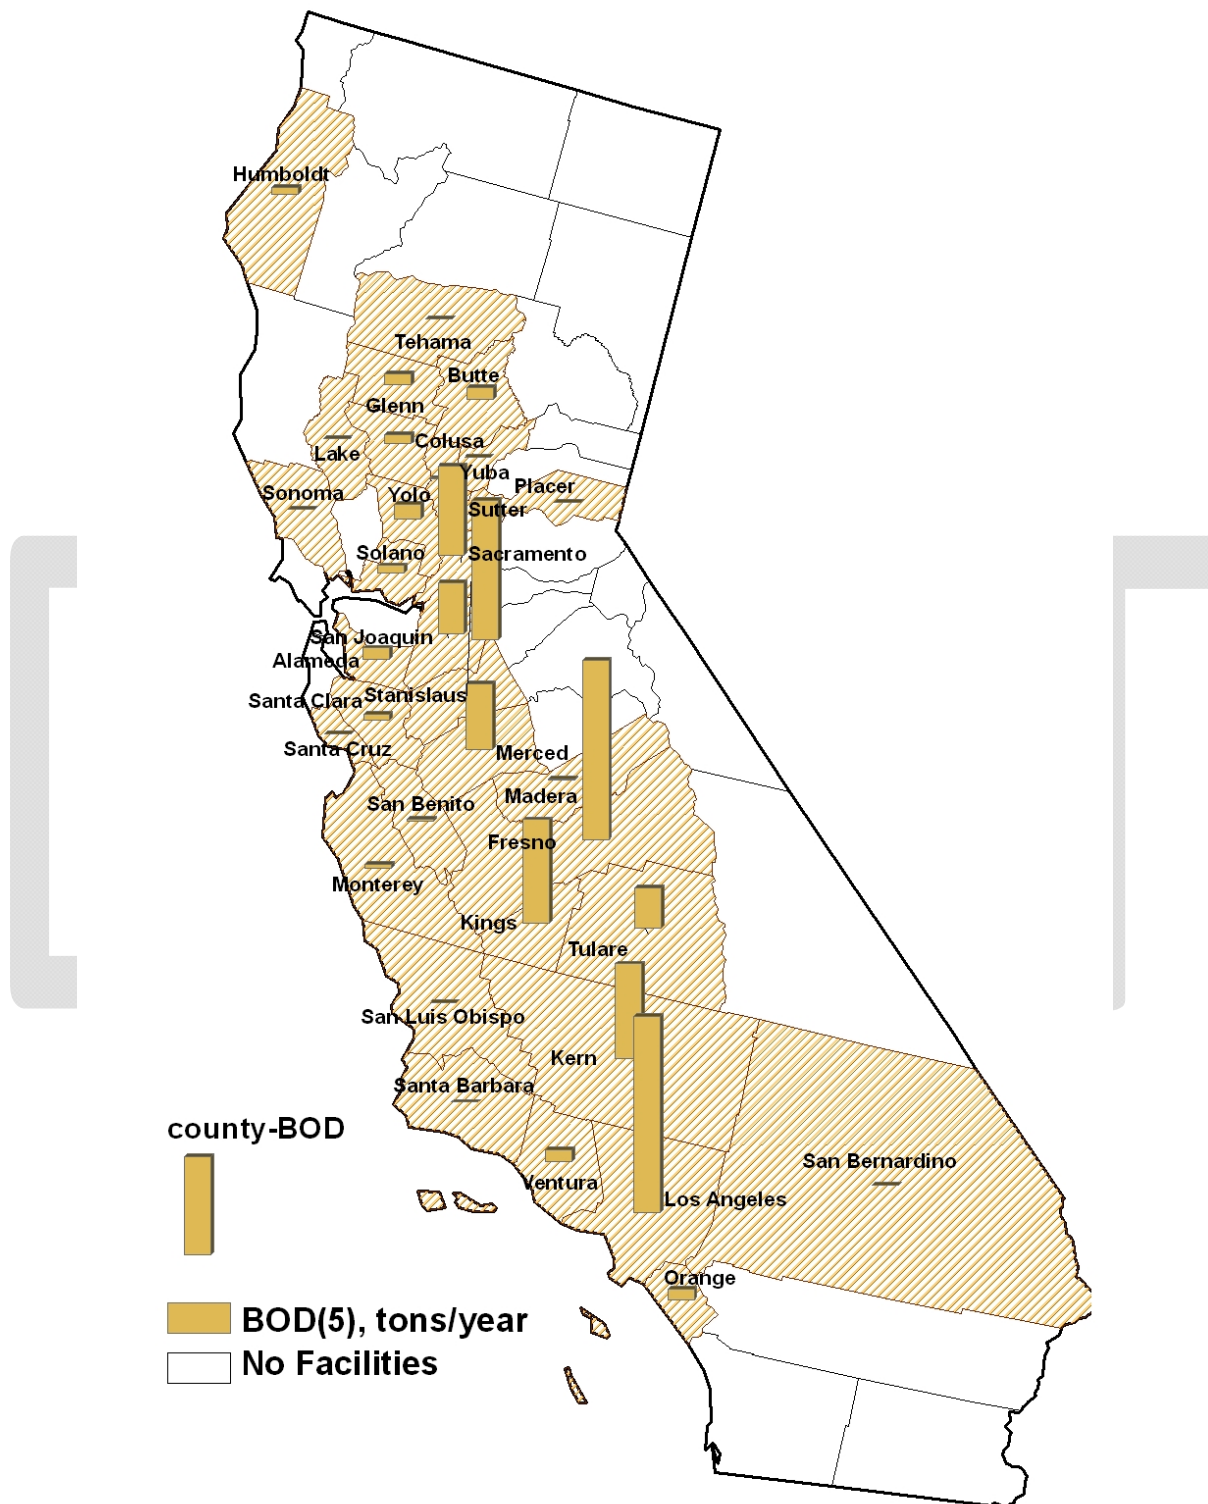 Humboldt
Tehama
Butte
Glenn
Colusa
Lake
Yuba
Placer
Sonoma
Yolo
Sutter
Solano
Sacramento
San Joaquin
Alameda
Santa Clara
Stanislaus
Santa Cruz
Merced
Madera
San Benito
Fresno
Monterey
Kings
Tulare
San Luis Obispo
Kern
Santa Barbara
county-BOD
San Bernardino
Ventura
Los Angeles
Orange
BOD(5), tons/year
No Facilities